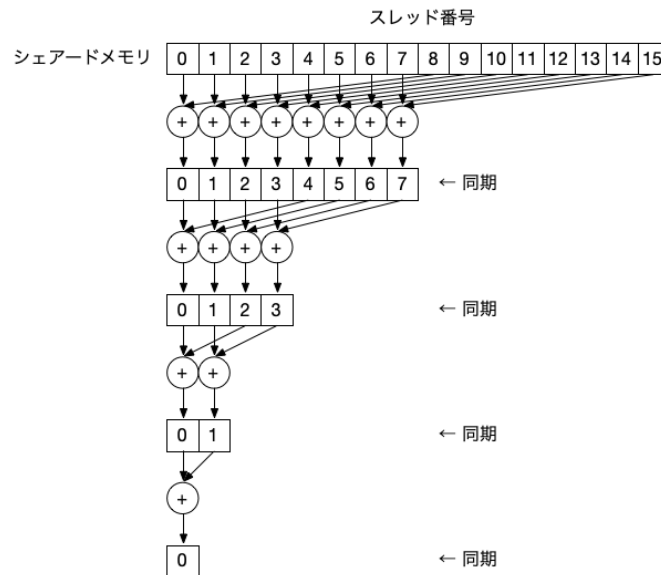 スレッド番号
シェアードメモリ 0 1 2 3 4 5 6 7 8 9 10 11 12 13 14 15
+ + + + + + + +
0 1 2 3 4 5 6 7 ← 同期
+ + + +
0 1 2 3 ← 同期
+ +
0 1 ← 同期
+
0 ← 同期